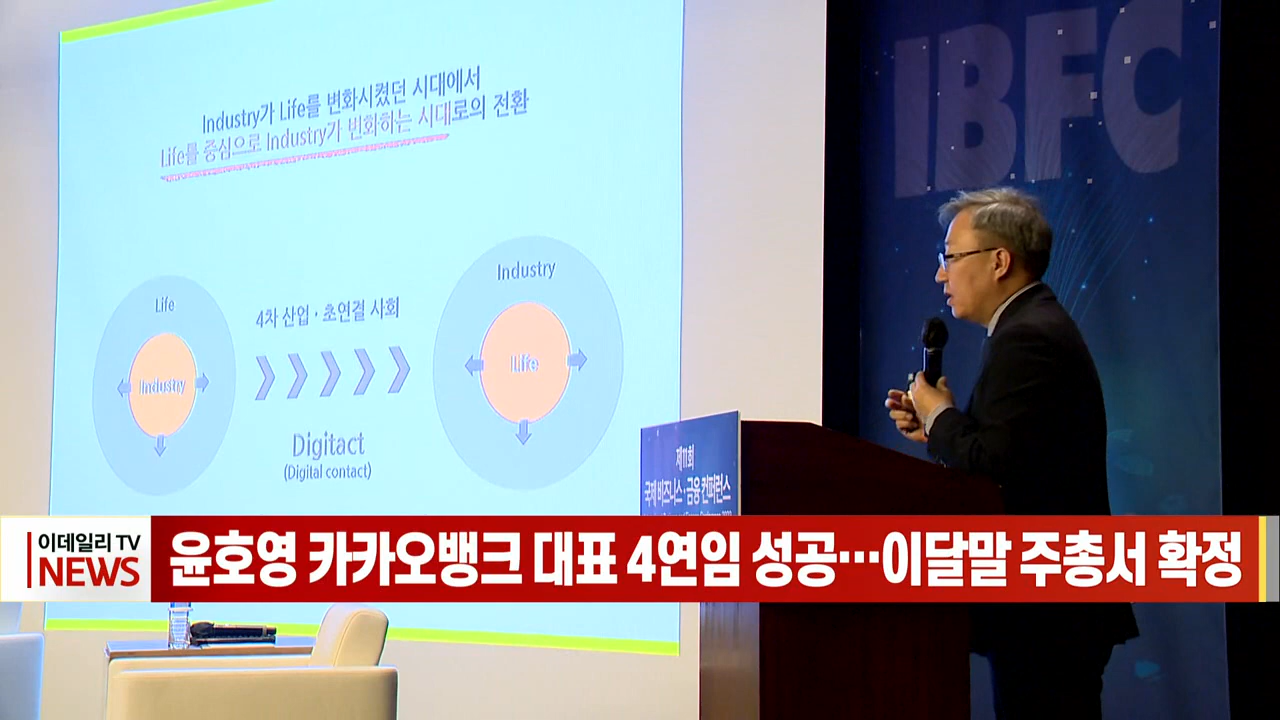 IBFC
Industry가 Life를 변화시켰던 시대에서
Life를 중심으로 Industry가 변화하는 시대로의 전환
Industry
Life
4차 산업 · 초연결 사회
Industry
Life
Digitact
(Digital contact)
제11회
국제 비즈니스·금융 컨퍼런스
이데일리 TV
NEWS
윤호영 카카오뱅크 대표 4연임 성공…이달말 주총서 확정